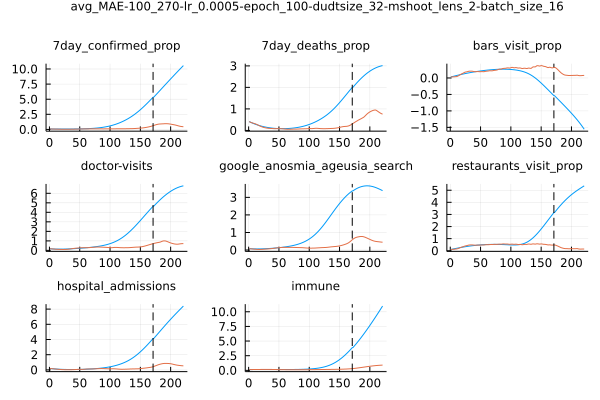 avg_MAE-100_270-lr_0.0005-epoch_100-dudtsize_32-mshoot_lens_2-batch_size_16
7day_confirmed_prop
10.0
7.5
5.0
2.5
0.0
0 50 100 150 200
7day_deaths_prop
3
2
1
0
0 50 100 150 200
bars_visit_prop
0.0
−0.5
−1.0
−1.5
0 50 100 150 200
doctor-visits
6
5
4
3
2
1
0
0 50 100 150 200
google_anosmia_ageusia_search
3
2
1
0
0 50 100 150 200
restaurants_visit_prop
5
4
3
2
1
0
0 50 100 150 200
hospital_admissions
8
6
4
2
0
0 50 100 150 200
immune
10.0
7.5
5.0
2.5
0.0
0 50 100 150 200